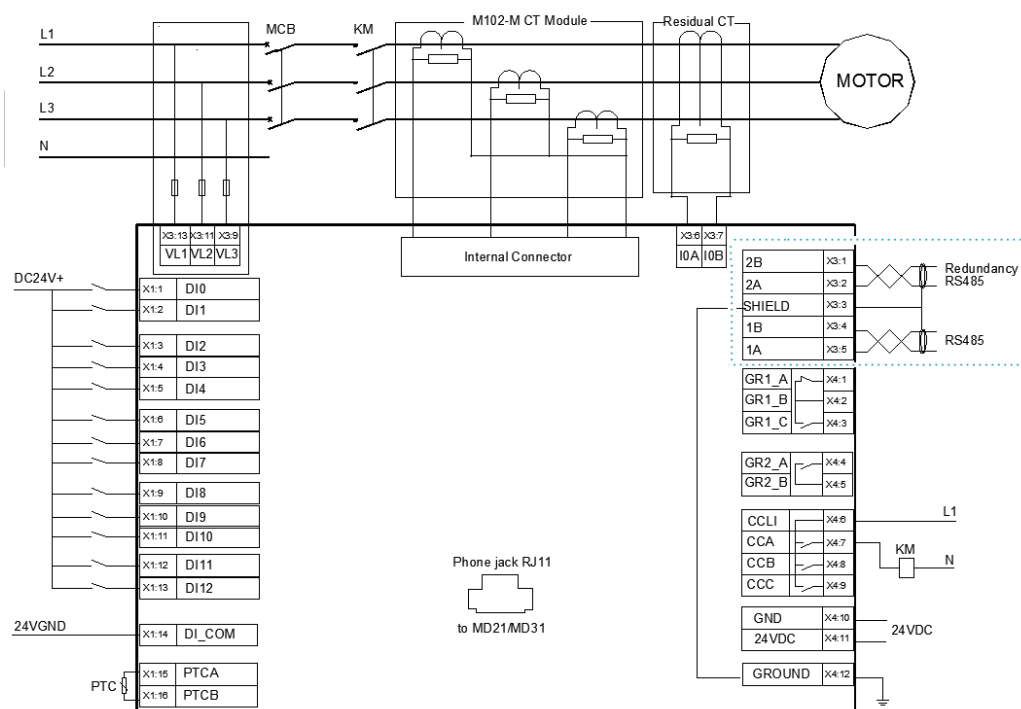 M102-M CT Module
Residual CT
MCB
KM
L1
L2
L3
N
MOTOR
X3:13 X3:11 X3:9
VL1 VL2 VL3
Internal Connector
X3:6 X3:7
I0A I0B
DC24V+
X1:1 DI0
X1:2 DI1
X1:3 DI2
X1:4 DI3
X1:5 DI4
X1:6 DI5
X1:7 DI6
X1:8 DI7
X1:9 DI8
X1:10 DI9
X1:11 DI10
X1:12 DI11
X1:13 DI12
24VGND
X1:14 DI_COM
PTC
X1:15 PTCA
X1:16 PTCB
Phone jack RJ11
to MD21/MD31
2B X3:1
2A X3:2
SHIELD X3:3
1B X3:4
1A X3:5
Redundancy
RS485
RS485
GR1_A X4:1
GR1_B X4:2
GR1_C X4:3
GR2_A X4:4
GR2_B X4:5
CCLI X4:6
CCA X4:7
CCB X4:8
CCC X4:9
L1
KM
N
GND X4:10
24VDC X4:11
24VDC
GROUND X4:12